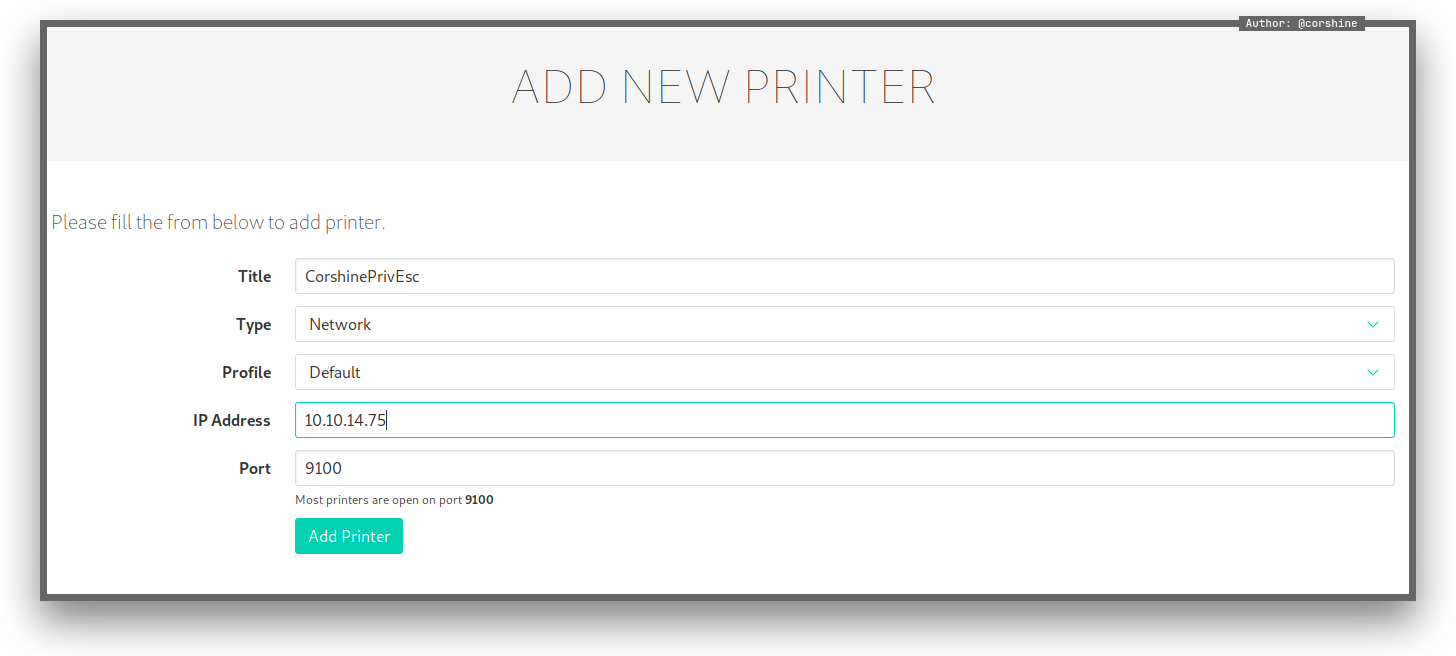 Author: @corshine
ADD NEW PRINTER
Please fill the from below to add printer.
Title CorshinePrivEsc
Type Network
Profile Default
IP Address 10.10.14.75
Port 9100
Most printers are open on port 9100
Add Printer